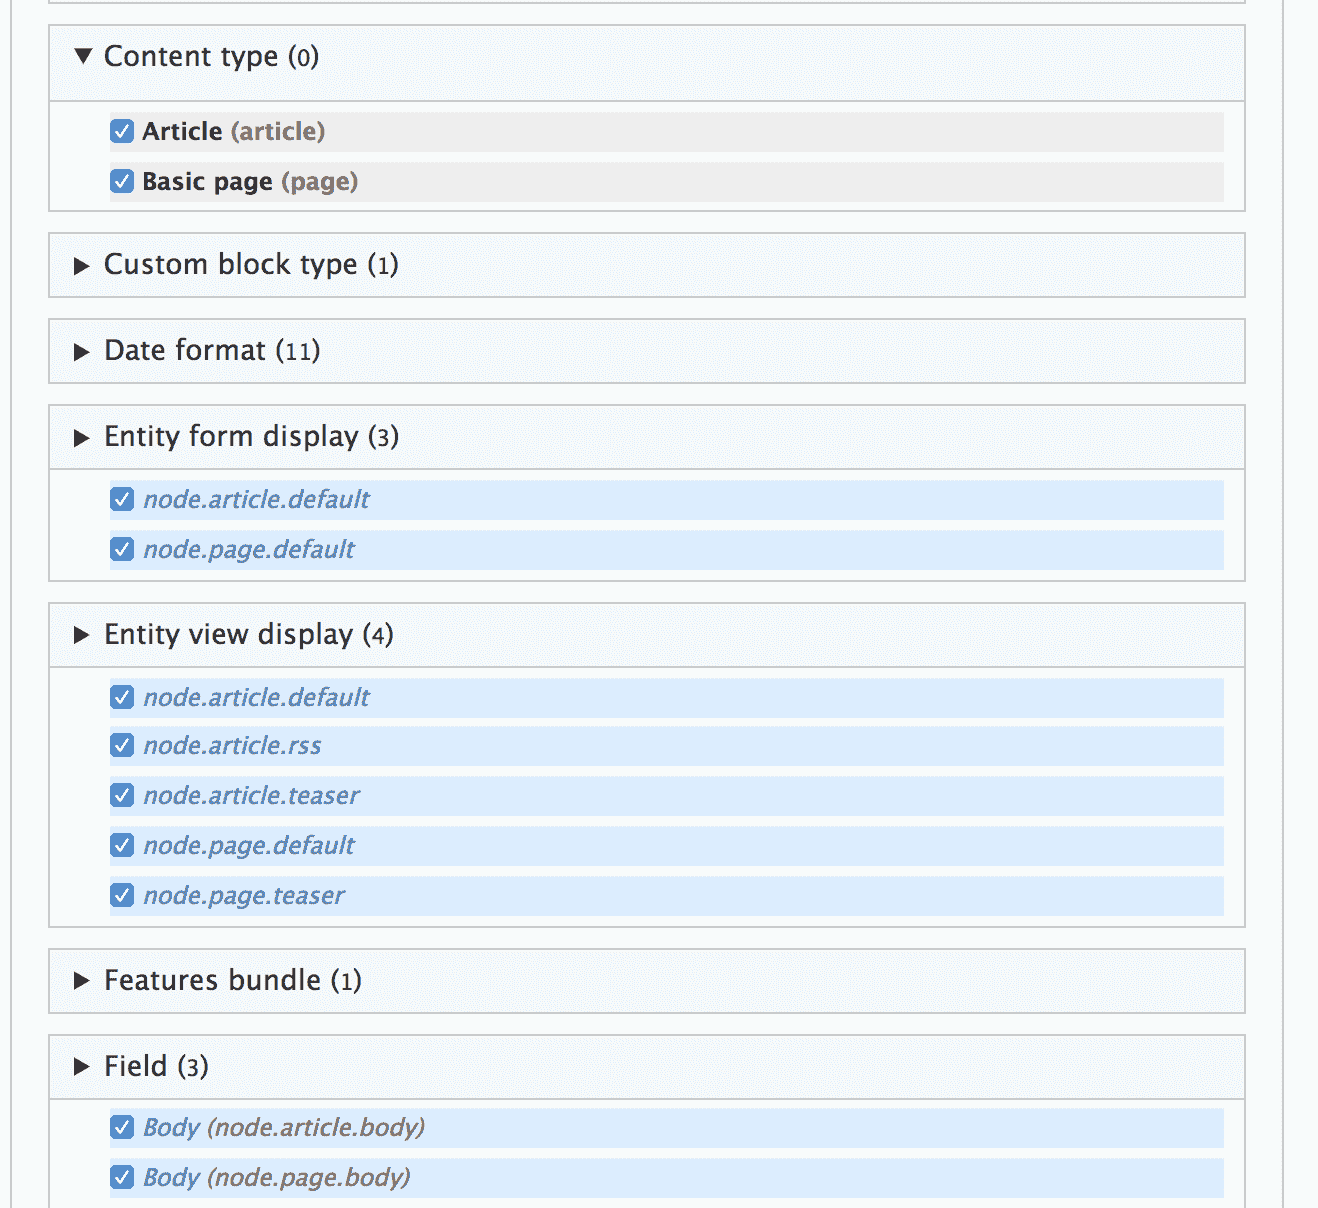 Content type (0)
Article (article)
Basic page (page)
Custom block type (1)
Date format (11)
Entity form display (3)
node.article.default
node.page.default
Entity view display (4)
node.article.default
node.article.rss
node.article.teaser
node.page.default
node.page.teaser
Features bundle (1)
Field (3)
Body (node.article.body)
Body (node.page.body)